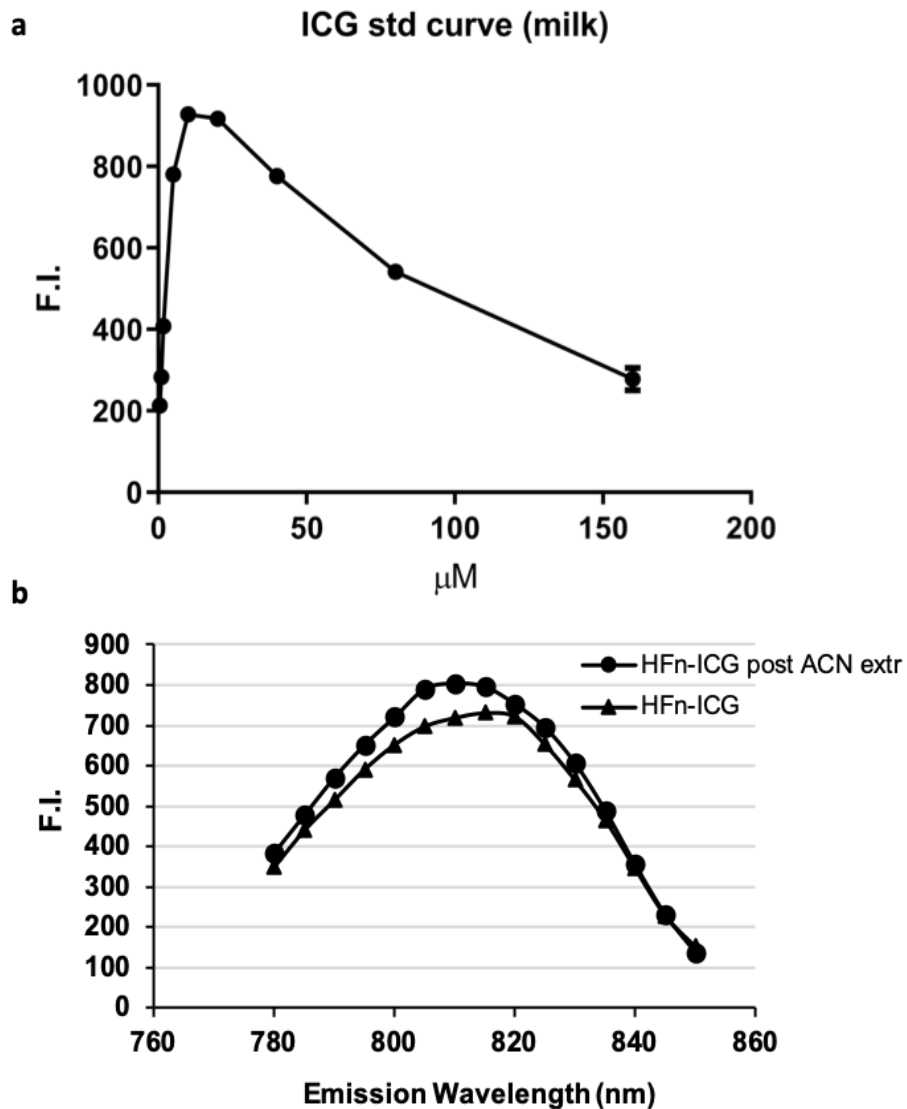 a
ICG std curve (milk)
1000
800
600
400
200
0
F.I.
0 50 100 150 200
μM
b
900
800
700
600
500
400
300
200
100
0
F.I.
HFn-ICG post ACN extr
HFn-ICG
760 780 800 820 840 860
Emission Wavelength (nm)